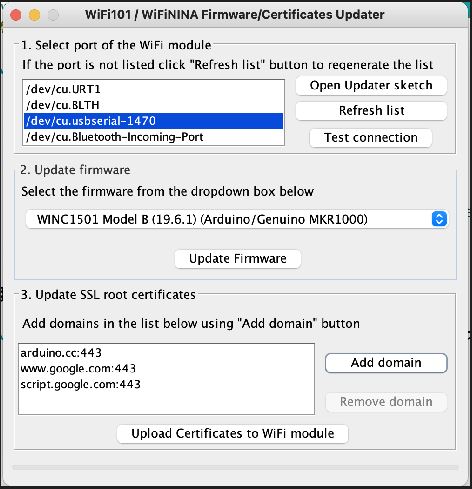 WiFi101 / WiFiNINA Firmware/Certificates Updater
1. Select port of the WiFi module
If the port is not listed click "Refresh list" button to regenerate the list
/dev/cu.URT1
/dev/cu.BLTH
/dev/cu.usbserial-1470
/dev/cu.Bluetooth-Incoming-Port
Open Updater sketch
Refresh list
Test connection
2. Update firmware
Select the firmware from the dropdown box below
WINC1501 Model B (19.6.1) (Arduino/Genuino MKR1000)
Update Firmware
3. Update SSL root certificates
Add domains in the list below using "Add domain" button
arduino.cc:443
www.google.com:443
script.google.com:443
Add domain
Remove domain
Upload Certificates to WiFi module